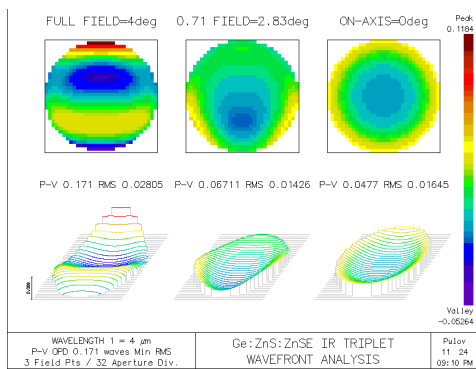 FULL FIELD=4deg 0.71 FIELD=2.83deg ON-AXIS=0deg
Peak
0.1184
P-V 0.171 RMS 0.02805 P-V 0.06711 RMS 0.01426 P-V 0.0477 RMS 0.01645
Valley
-0.05264
WAVELENGTH 1 = 4 μm
P-V OPD 0.171 waves Min RMS
3 Field Pts / 32 Aperture Div.
Ge:ZnS:ZnSE IR TRIPLET
WAVEFRONT ANALYSIS
Pulov
11 24
09:10 PM